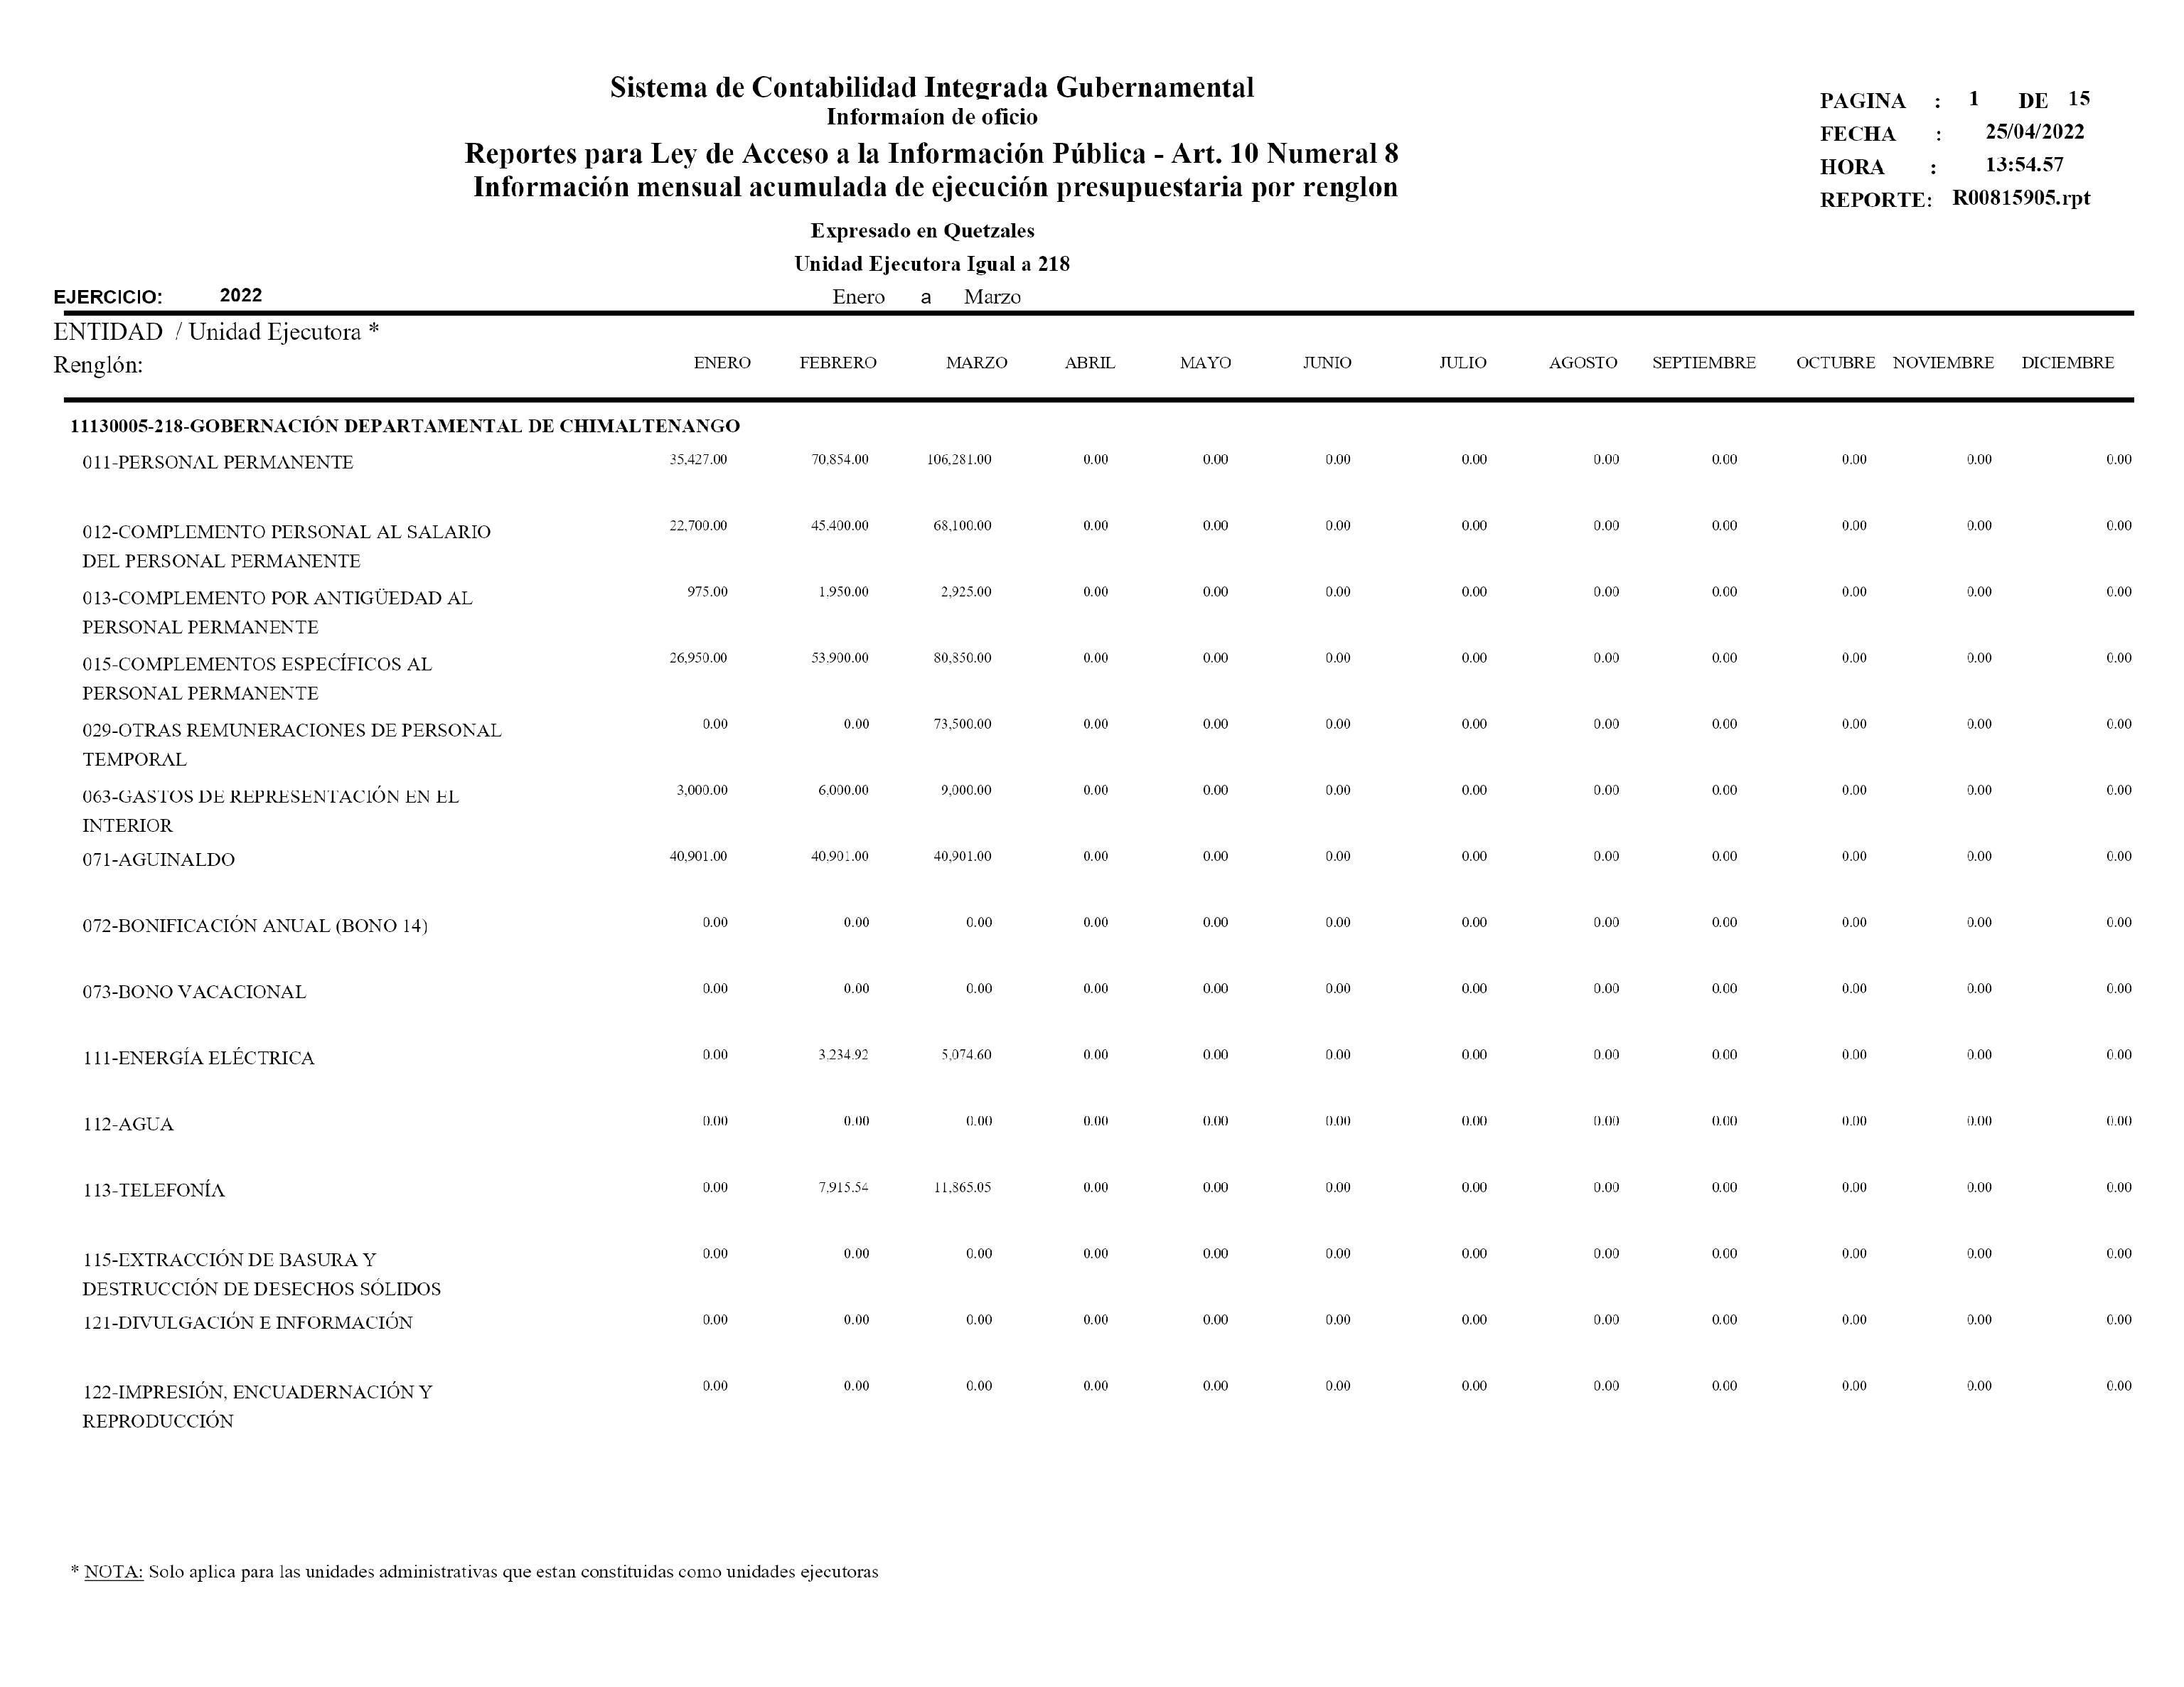 Sistema de Contabilidad Integrada Gubernamental
Informaíon de oficio
Reportes para Ley de Acceso a la Información Pública - Art. 10 Numeral 8
Información mensual acumulada de ejecución presupuestaria por renglon
Expresado en Quetzales
Unidad Ejecutora Igual a 218
PAGINA : 1 DE 15
FECHA : 25/04/2022
HORA : 13:54.57
REPORTE: R00815905.rpt
EJERCICIO: 2022 Enero a Marzo
ENTIDAD / Unidad Ejecutora *
Renglón: ENERO FEBRERO MARZO ABRIL MAYO JUNIO JULIO AGOSTO SEPTIEMBRE OCTUBRE NOVIEMBRE DICIEMBRE
11130005-218-GOBERNACIÓN DEPARTAMENTAL DE CHIMALTENANGO
011-PERSONAL PERMANENTE 35,427.00 70,854.00 106,281.00 0.00 0.00 0.00 0.00 0.00 0.00 0.00 0.00 0.00
012-COMPLEMENTO PERSONAL AL SALARIO 22,700.00 45,400.00 68,100.00 0.00 0.00 0.00 0.00 0.00 0.00 0.00 0.00 0.00
DEL PERSONAL PERMANENTE
013-COMPLEMENTO POR ANTIGÜEDAD AL 975.00 1,950.00 2,925.00 0.00 0.00 0.00 0.00 0.00 0.00 0.00 0.00 0.00
PERSONAL PERMANENTE
015-COMPLEMENTOS ESPECÍFICOS AL 26,950.00 53,900.00 80,850.00 0.00 0.00 0.00 0.00 0.00 0.00 0.00 0.00 0.00
PERSONAL PERMANENTE
029-OTRAS REMUNERACIONES DE PERSONAL 0.00 0.00 73,500.00 0.00 0.00 0.00 0.00 0.00 0.00 0.00 0.00 0.00
TEMPORAL
063-GASTOS DE REPRESENTACIÓN EN EL 3,000.00 6,000.00 9,000.00 0.00 0.00 0.00 0.00 0.00 0.00 0.00 0.00 0.00
INTERIOR
071-AGUINALDO 40,901.00 40,901.00 40,901.00 0.00 0.00 0.00 0.00 0.00 0.00 0.00 0.00 0.00
072-BONIFICACIÓN ANUAL (BONO 14) 0.00 0.00 0.00 0.00 0.00 0.00 0.00 0.00 0.00 0.00 0.00 0.00
073-BONO VACACIONAL 0.00 0.00 0.00 0.00 0.00 0.00 0.00 0.00 0.00 0.00 0.00 0.00
111-ENERGÍA ELÉCTRICA 0.00 3,234.92 5,074.60 0.00 0.00 0.00 0.00 0.00 0.00 0.00 0.00 0.00
112-AGUA 0.00 0.00 0.00 0.00 0.00 0.00 0.00 0.00 0.00 0.00 0.00 0.00
113-TELEFONÍA 0.00 7,915.54 11,865.05 0.00 0.00 0.00 0.00 0.00 0.00 0.00 0.00 0.00
115-EXTRACCIÓN DE BASURA Y 0.00 0.00 0.00 0.00 0.00 0.00 0.00 0.00 0.00 0.00 0.00 0.00
DESTRUCCIÓN DE DESECHOS SÓLIDOS
121-DIVULGACIÓN E INFORMACIÓN 0.00 0.00 0.00 0.00 0.00 0.00 0.00 0.00 0.00 0.00 0.00 0.00
122-IMPRESIÓN, ENCUADERNACIÓN Y 0.00 0.00 0.00 0.00 0.00 0.00 0.00 0.00 0.00 0.00 0.00 0.00
REPRODUCCIÓN
* NOTA: Solo aplica para las unidades administrativas que estan constituidas como unidades ejecutoras